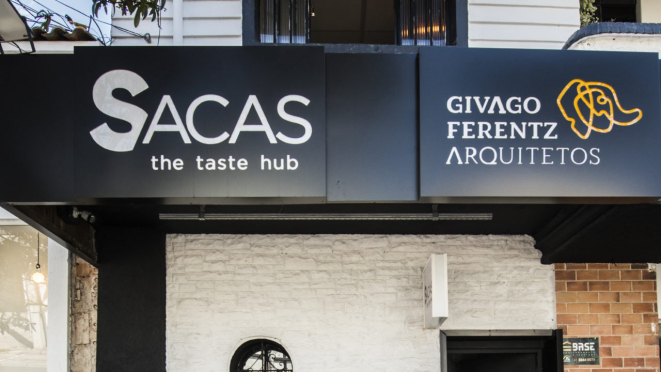 SACAS
the taste hub
GIVAGO
FERENTZ
ARQUITETOS
BASE